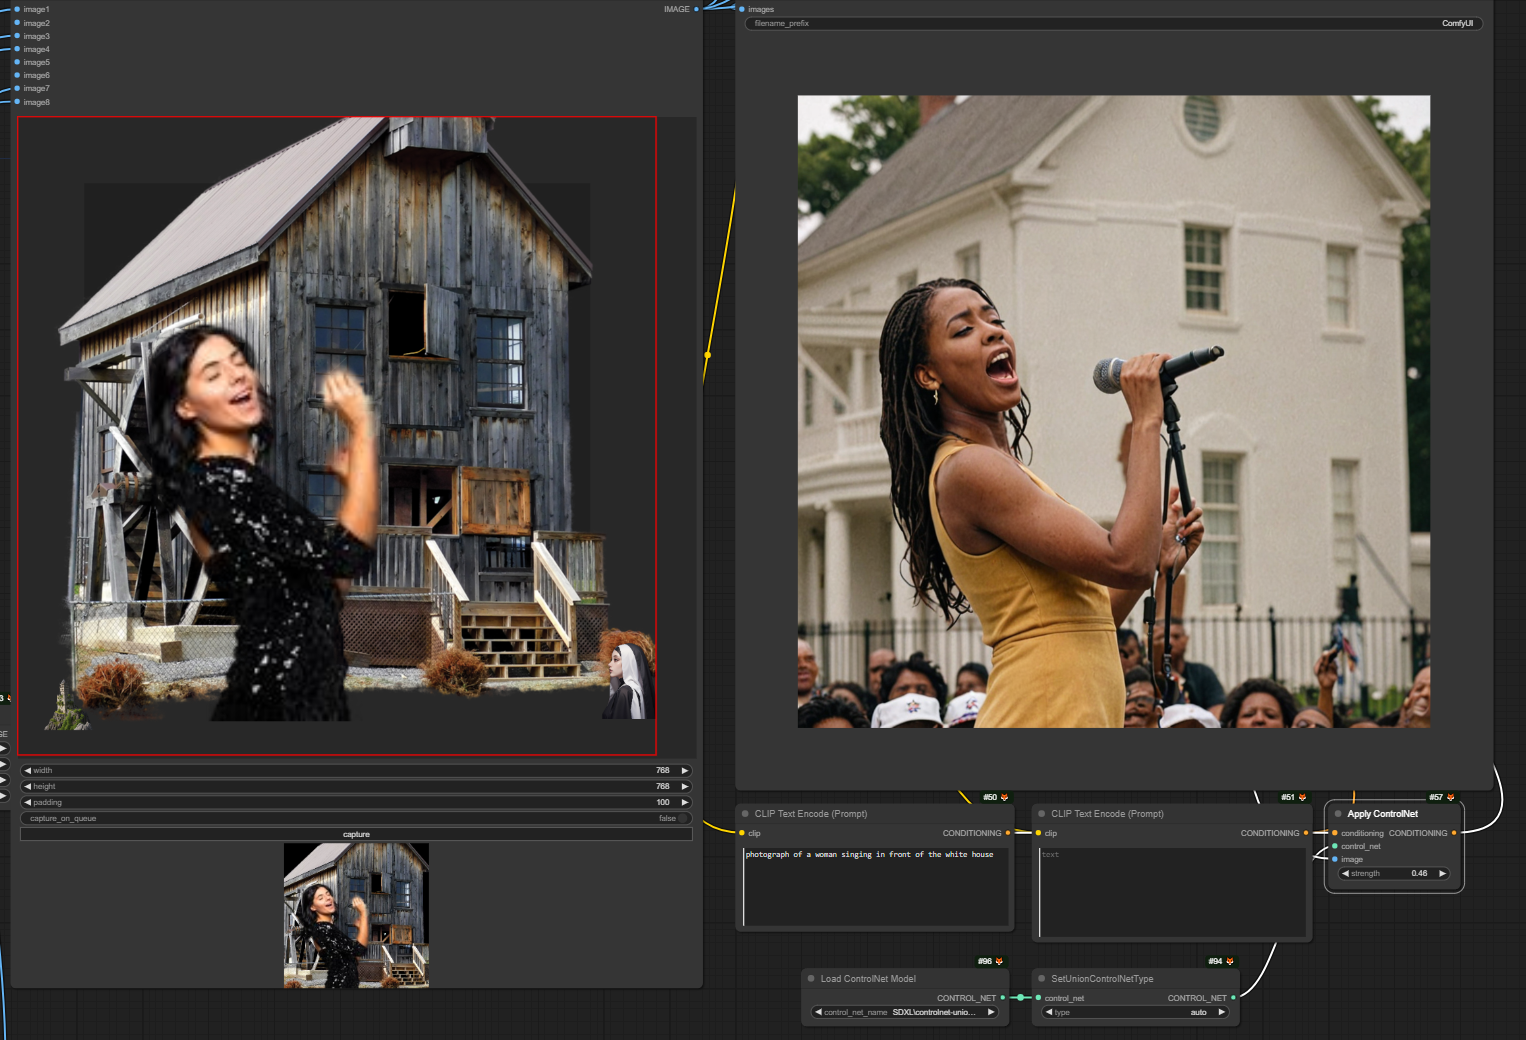 image1
image2
image3
image4
image5
image6
image7
image8
IMAGE
images
filename_prefix
ComfyUI
width
768
height
768
padding
100
capture_on_queue
false
capture
#50
CLIP Text Encode (Prompt)
clip
CONDITIONING
photograph of a woman singing in front of the white house
#51
CLIP Text Encode (Prompt)
clip
CONDITIONING
text
#57
Apply ControlNet
conditioning
CONDITIONING
control_net
image
strength
0.46
#96
Load ControlNet Model
CONTROL_NET
control_net_name
SDXL\controlnet-unio...
#94
SetUnionControlNetType
control_net
CONTROL_NET
type
auto
3
GE